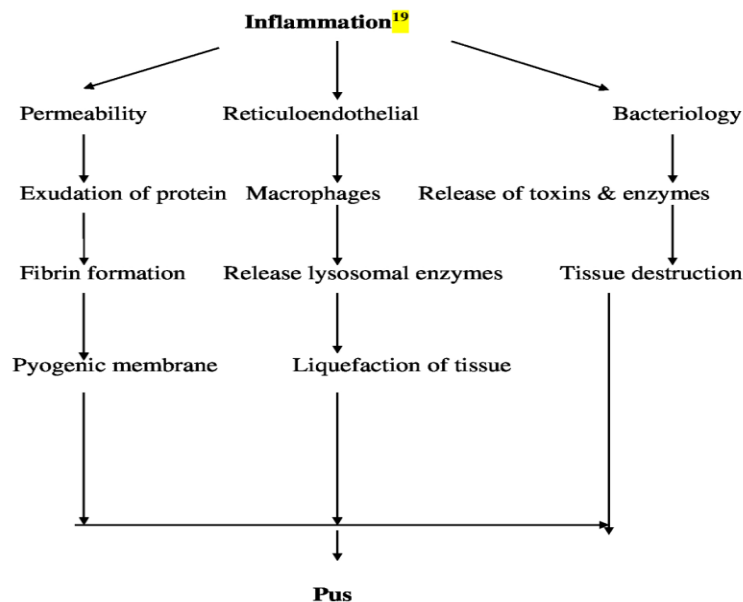 Inflammation19
Permeability Reticuloendothelial Bacteriology
Exudation of protein Macrophages Release of toxins & enzymes
Fibrin formation Release lysosomal enzymes Tissue destruction
Pyogenic membrane Liquefaction of tissue
Pus